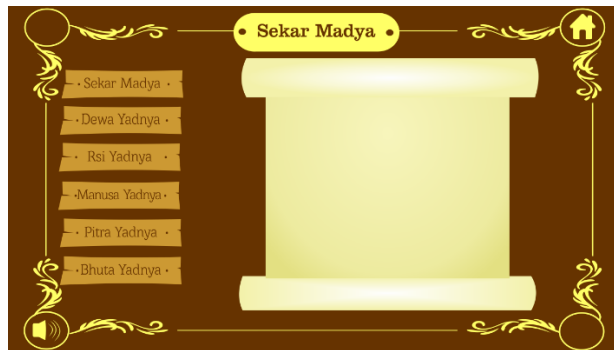 Sekar Madya
Sekar Madya
Dewa Yadnya
Rsi Yadnya
Manusa Yadnya
Pitra Yadnya
Bhuta Yadnya